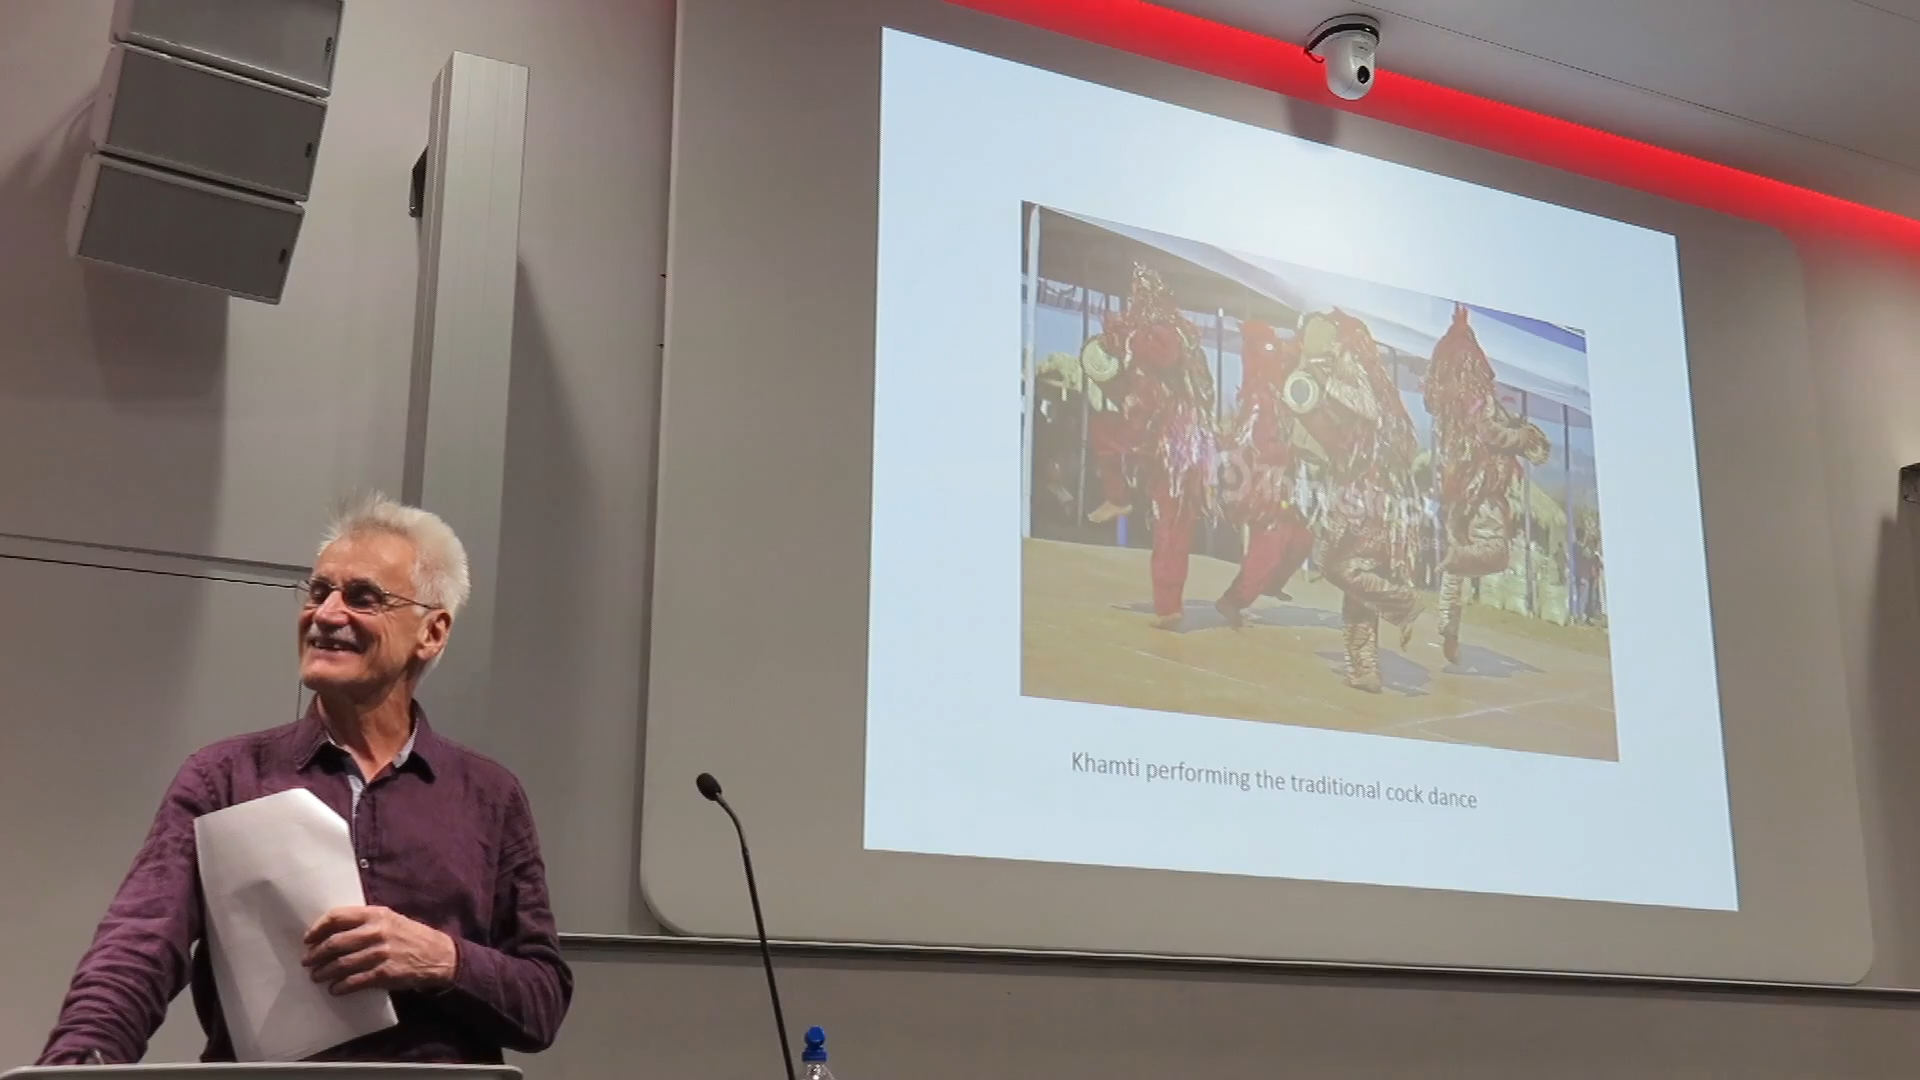 Khamti performing the traditional cock dance